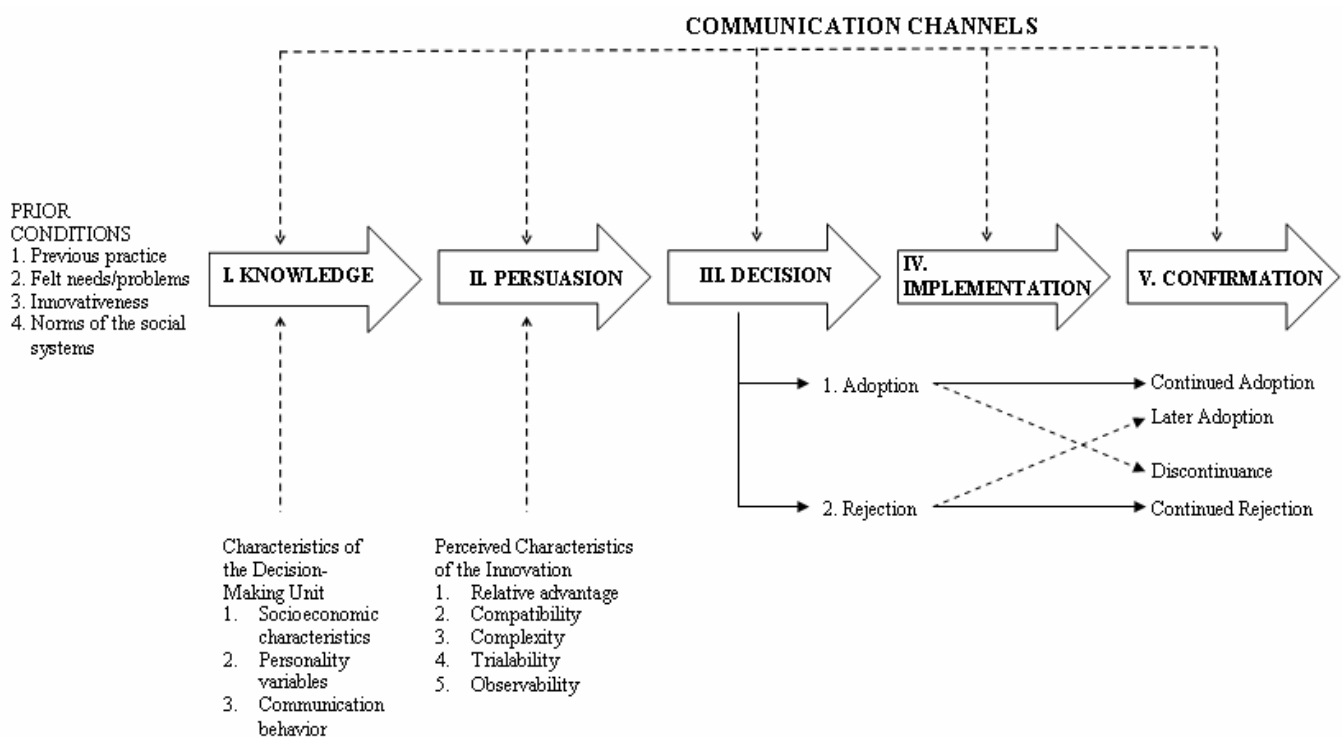 COMMUNICATION CHANNELS
PRIOR
CONDITIONS
1. Previous practice
2. Felt needs/problems
3. Innovativeness
4. Norms of the social
systems
I. KNOWLEDGE
II. PERSUASION
III. DECISION
IV.
IMPLEMENTATION
V. CONFIRMATION
1. Adoption
Continued Adoption
Later Adoption
Discontinuance
2. Rejection
Continued Rejection
Characteristics of
the Decision-
Making Unit
1. Socioeconomic
characteristics
2. Personality
variables
3. Communication
behavior
Perceived Characteristics
of the Innovation
1. Relative advantage
2. Compatibility
3. Complexity
4. Trialability
5. Observability